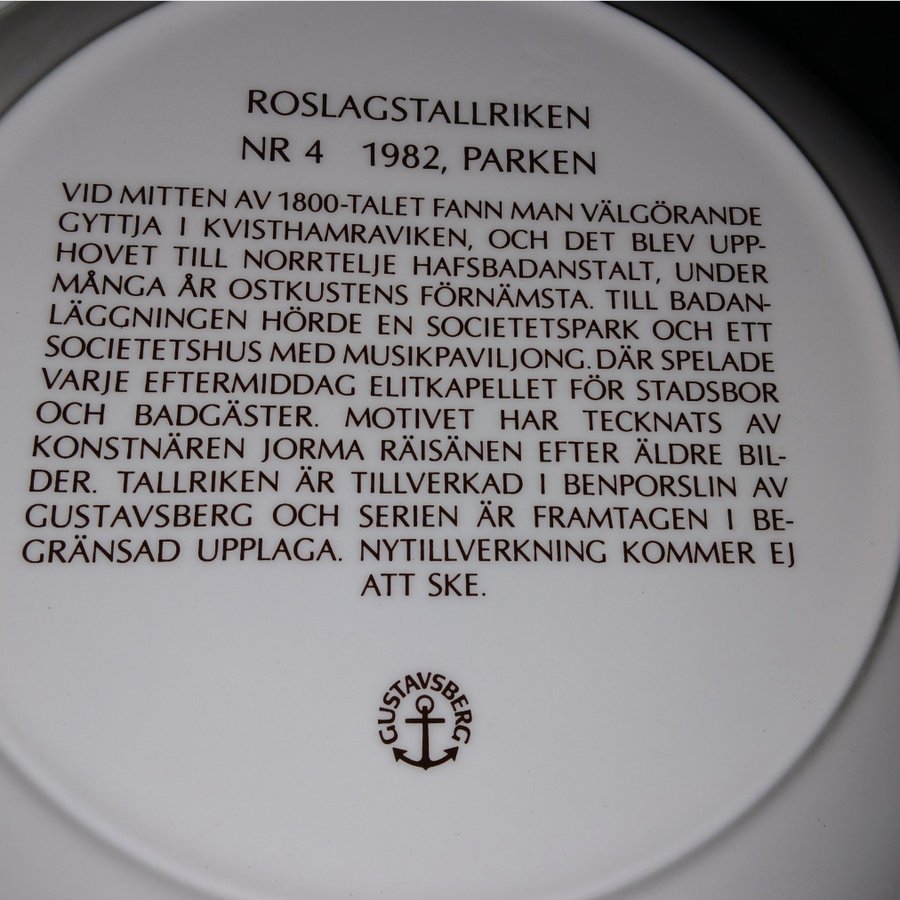 ROSLAGSTALLRIKEN
NR 4 1982, PARKEN
VID MITTEN AV 1800-TALET FANN MAN VÄLGÖRANDE
GYTTJA I KVISTHAMRAVIKEN, OCH DET BLEV UPP-
HOVET TILL NORRTELJE HAFSBADANSTALT, UNDER
MÅNGA ÅR OSTKUSTENS FÖRNÄMSTA. TILL BADAN-
LÄGGNINGEN HÖRDE EN SOCIETETSPARK OCH ETT
SOCIETETSHUS MED MUSIKPAVILJONG. DÄR SPELADE
VARJE EFTERMIDDAG ELITKAPELLET FÖR STADSBOR
OCH BADGÄSTER. MOTIVET HAR TECKNATS AV
KONSTNÄREN JORMA RÄISÄNEN EFTER ÄLDRE BIL-
DER. TALLRIKEN ÄR TILLVERKAD I BENPORSLIN AV
GUSTAVSBERG OCH SERIEN ÄR FRAMTAGEN I BE-
GRÄNSAD UPPLAGA. NYTILLVERKNING KOMMER EJ
ATT SKE.
GUSTAVSBERG